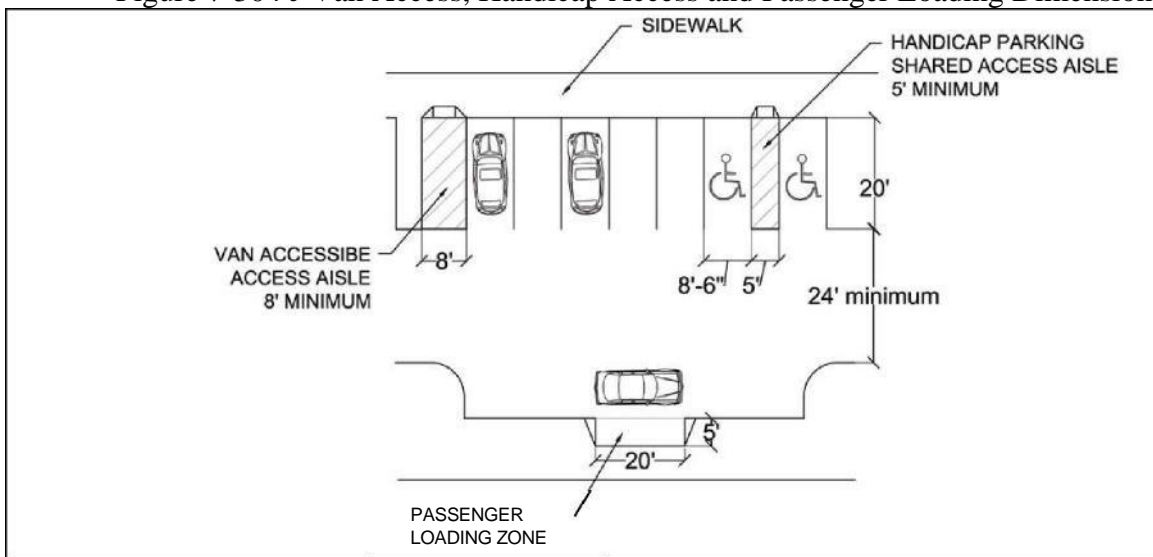 Figure Van Access, Handicap Access and Passenger Loading Dimension
SIDEWALK
HANDICAP PARKING
SHARED ACCESS AISLE
5' MINIMUM
20'
VAN ACCESSIBE
ACCESS AISLE
8' MINIMUM
8'
8'-6"
5'
24' minimum
5'
20'
PASSENGER
LOADING ZONE